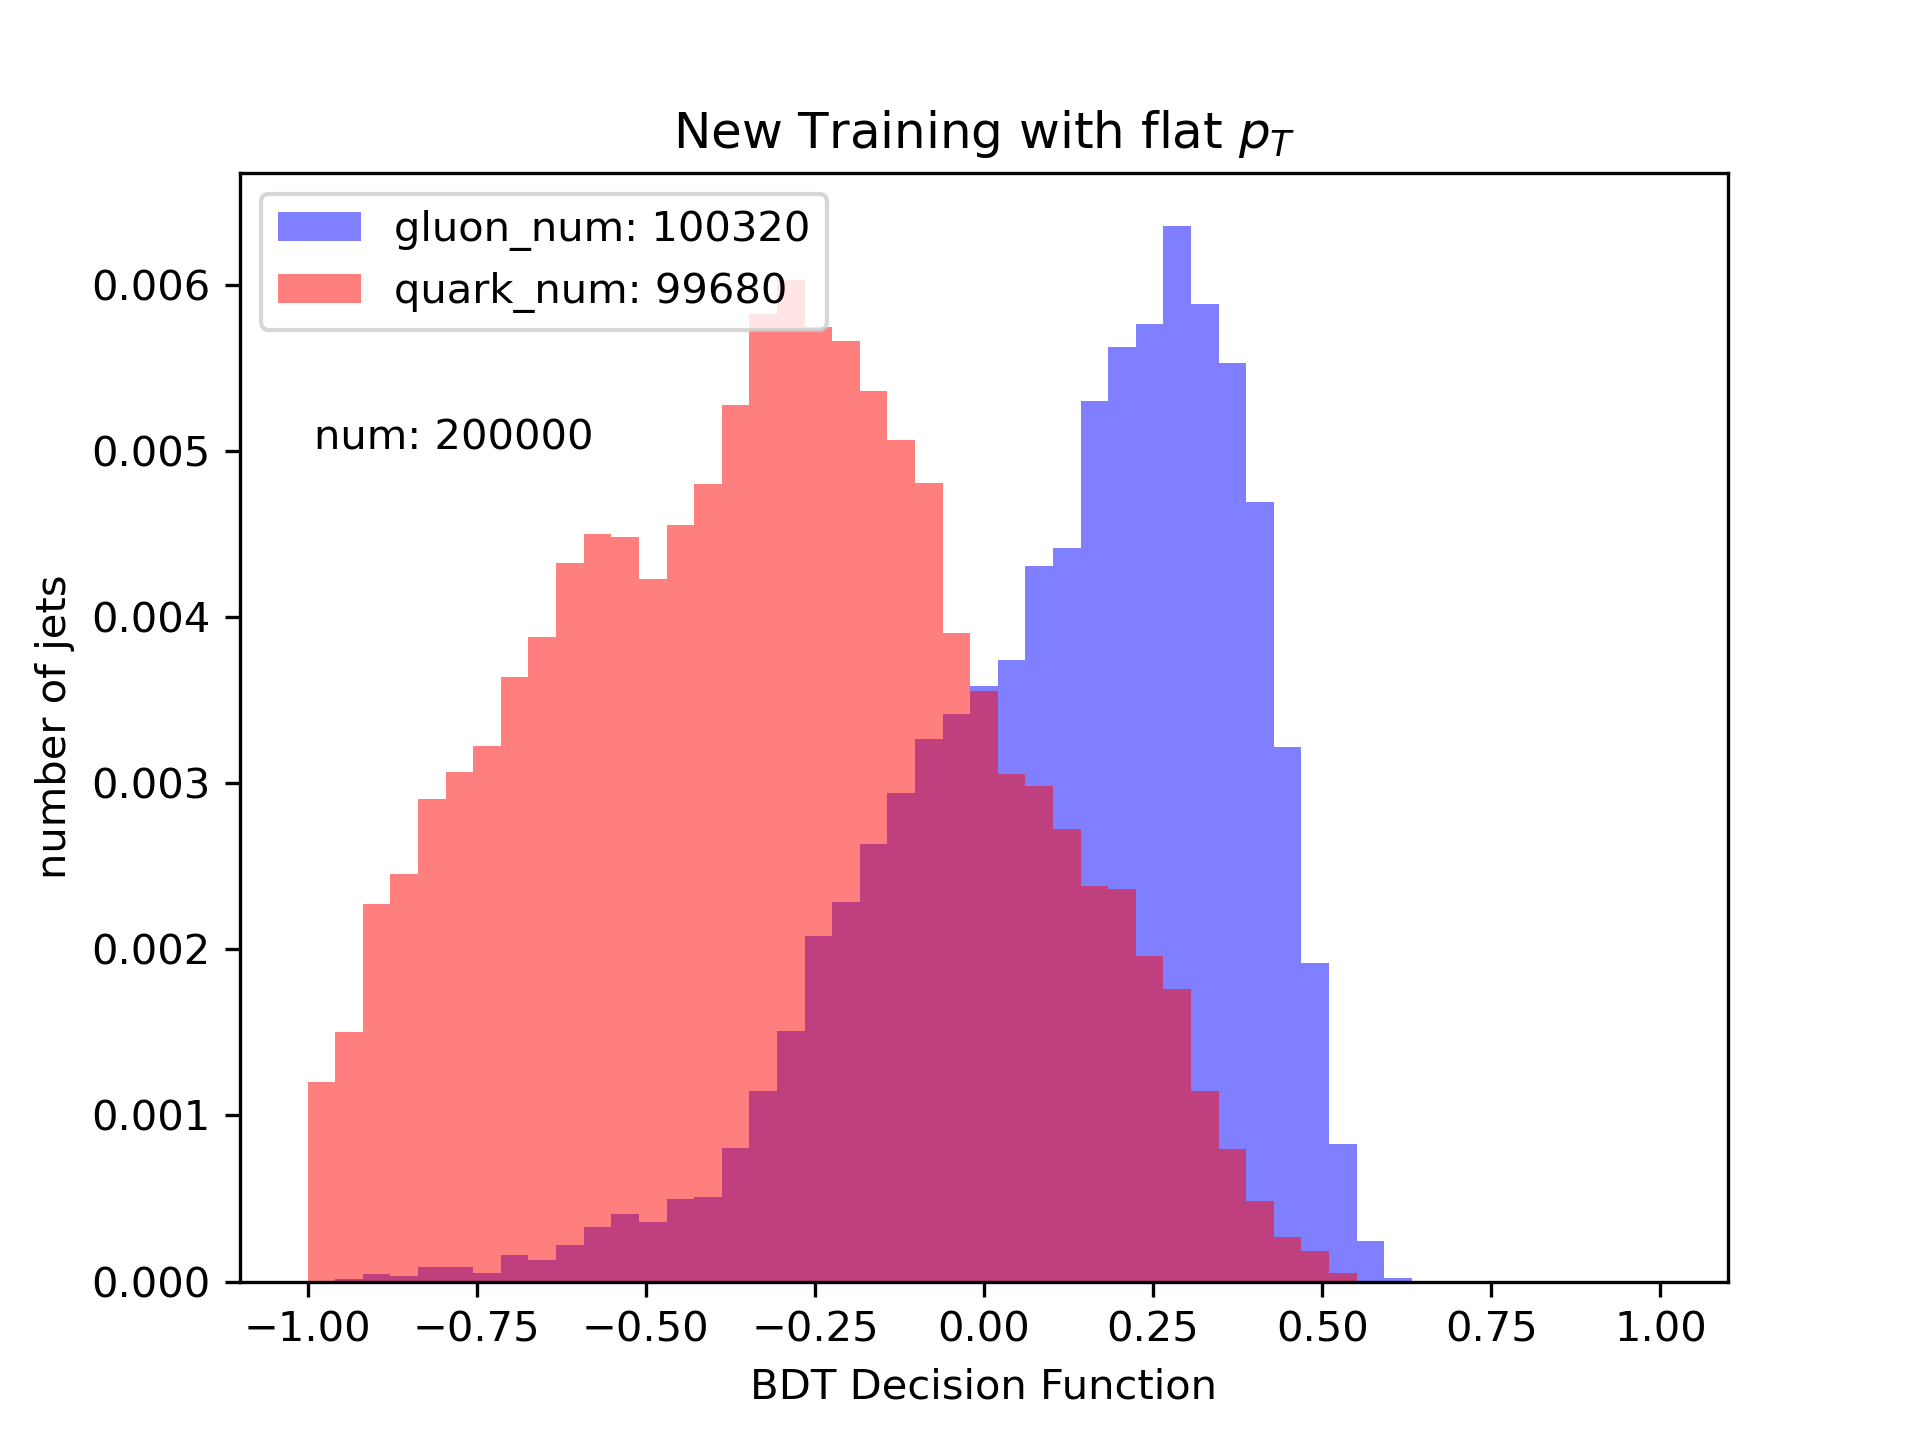 New Training with flat p_T
gluon_num: 100320
quark_num: 99680
num: 200000
number of jets
0.006
0.005
0.004
0.003
0.002
0.001
0.000
−1.00 −0.75 −0.50 −0.25 0.00 0.25 0.50 0.75 1.00
BDT Decision Function